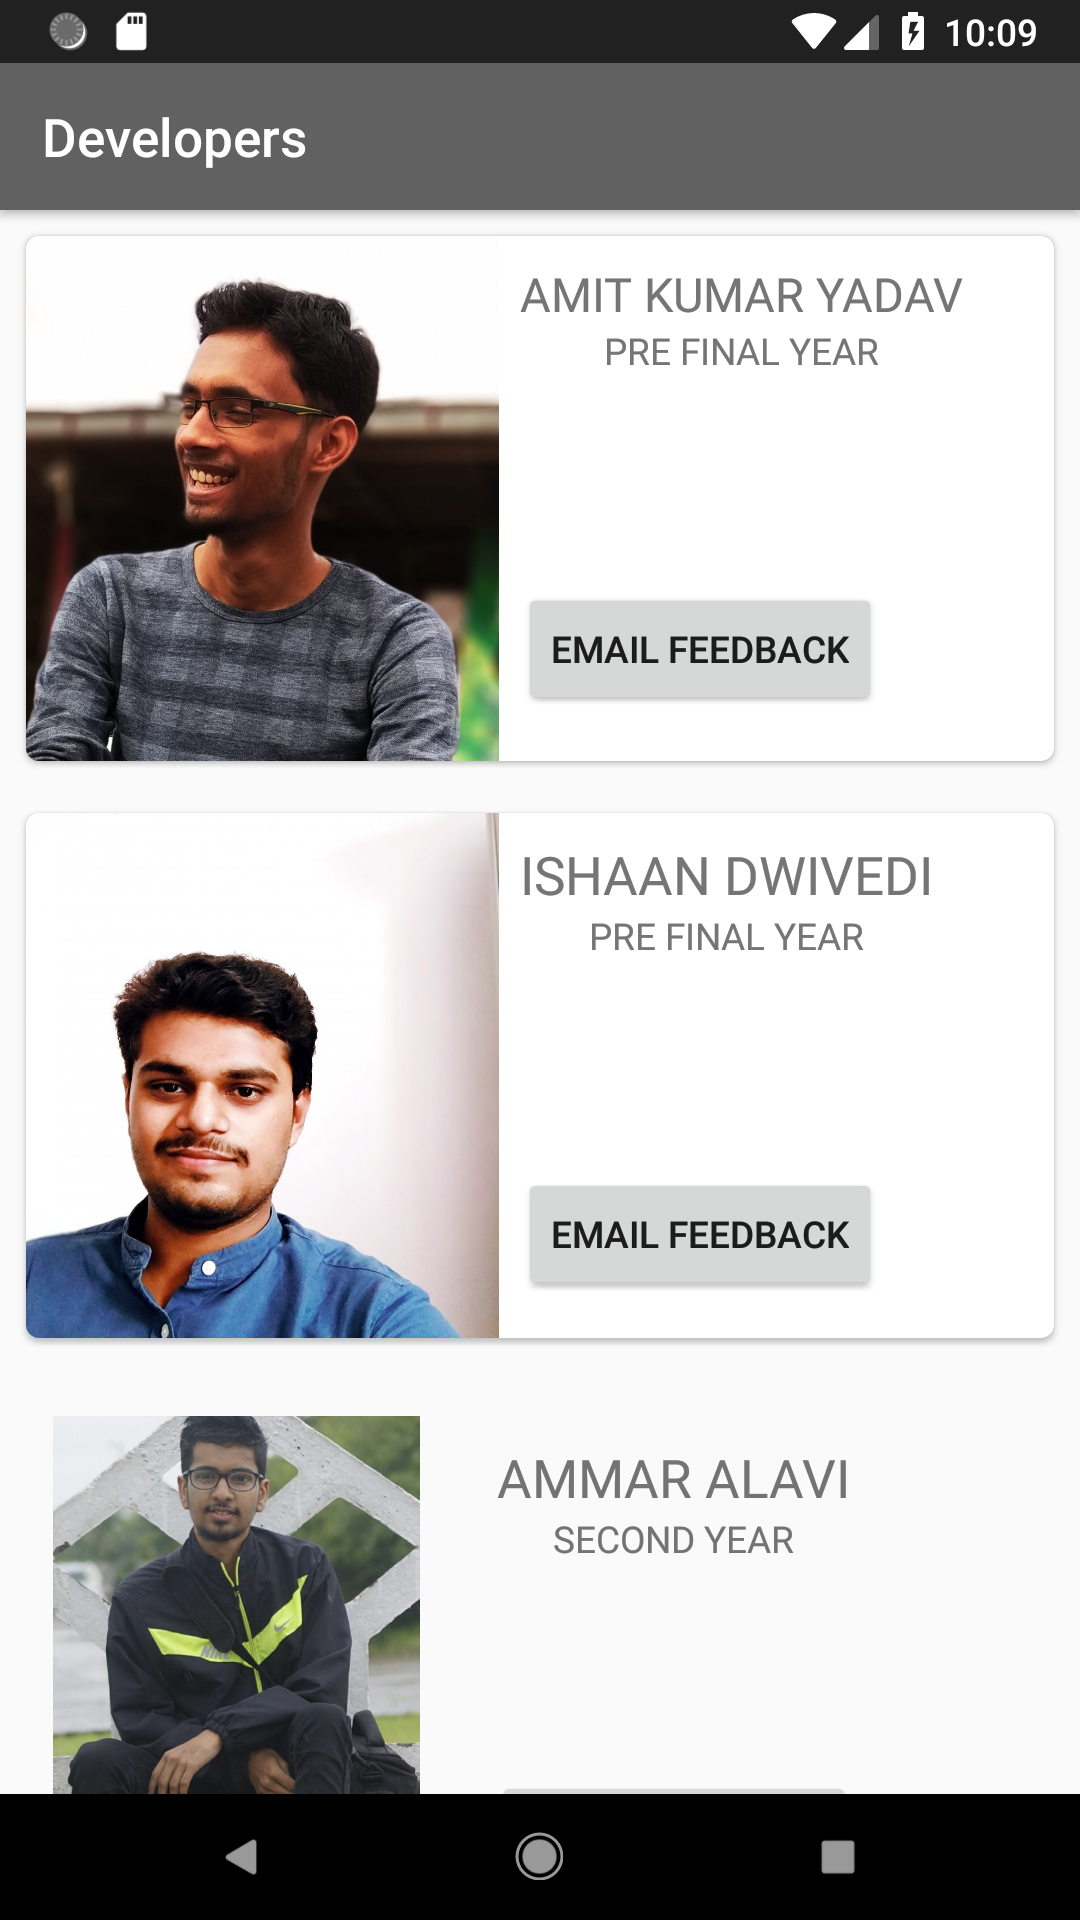 10:09
Developers
AMIT KUMAR YADAV
PRE FINAL YEAR
EMAIL FEEDBACK
ISHAAN DWIVEDI
PRE FINAL YEAR
EMAIL FEEDBACK
AMMAR ALAVI
SECOND YEAR
NIKE